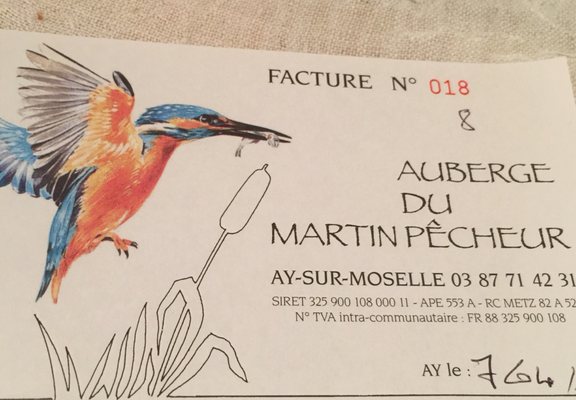 FACTURE N° 018
8
AUBERGE
DU
MARTIN PÊCHEUR
AY-SUR-MOSELLE 03 87 71 42 31
SIRET 325 900 108 000 11 - APE 553 A - RC METZ 82 A 52
N° TVA intra-communautaire : FR 88 325 900 108
AY le :